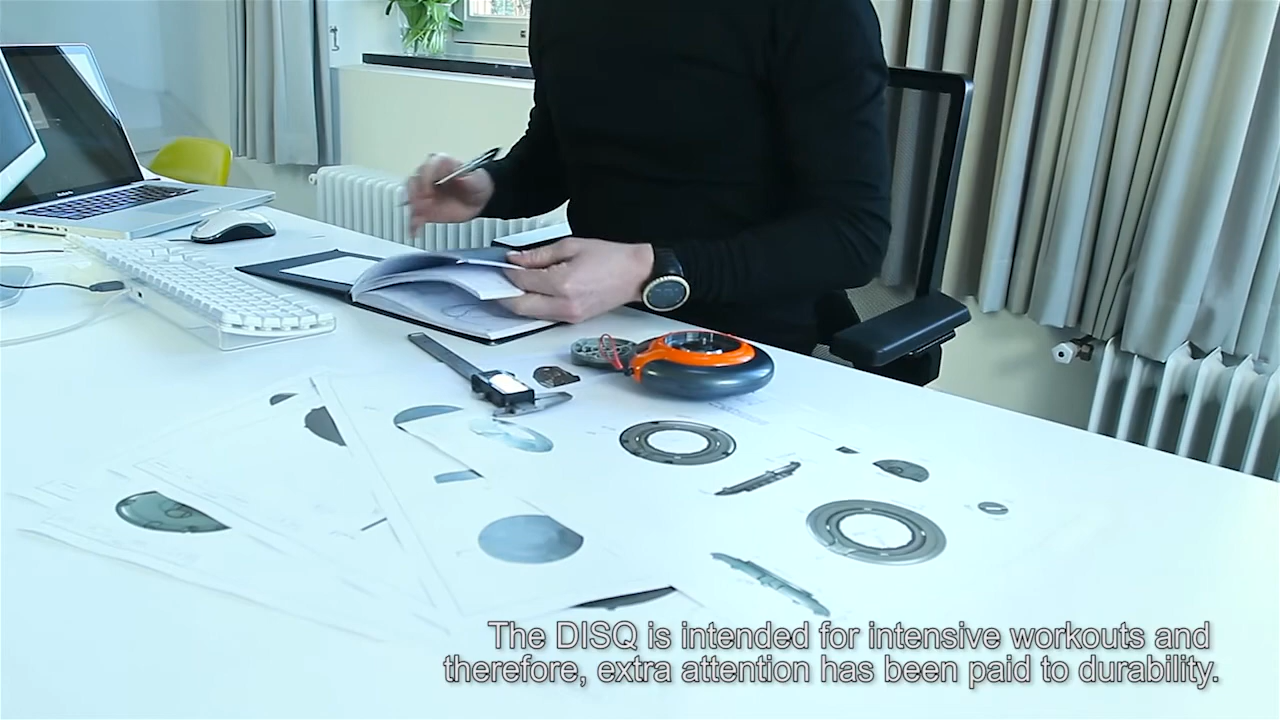 The DISQ is intended for intensive workouts and
therefore, extra attention has been paid to durability.